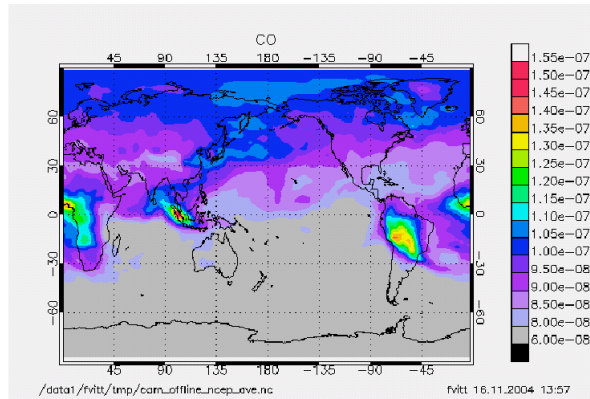 CO
45 90 135 −135 −90 −45
60 30 0 −30 −60
60 30 0 −30 −60
45 90 135 −135 −90 −45
1.55e−07
1.50e−07
1.45e−07
1.40e−07
1.35e−07
1.30e−07
1.25e−07
1.20e−07
1.15e−07
1.10e−07
1.05e−07
1.00e−07
9.50e−08
9.00e−08
8.50e−08
8.00e−08
6.00e−08
/data1/fvitt/tmp/cam_offline_ncep_ave.nc
fvitt 16.11.2004 13:57